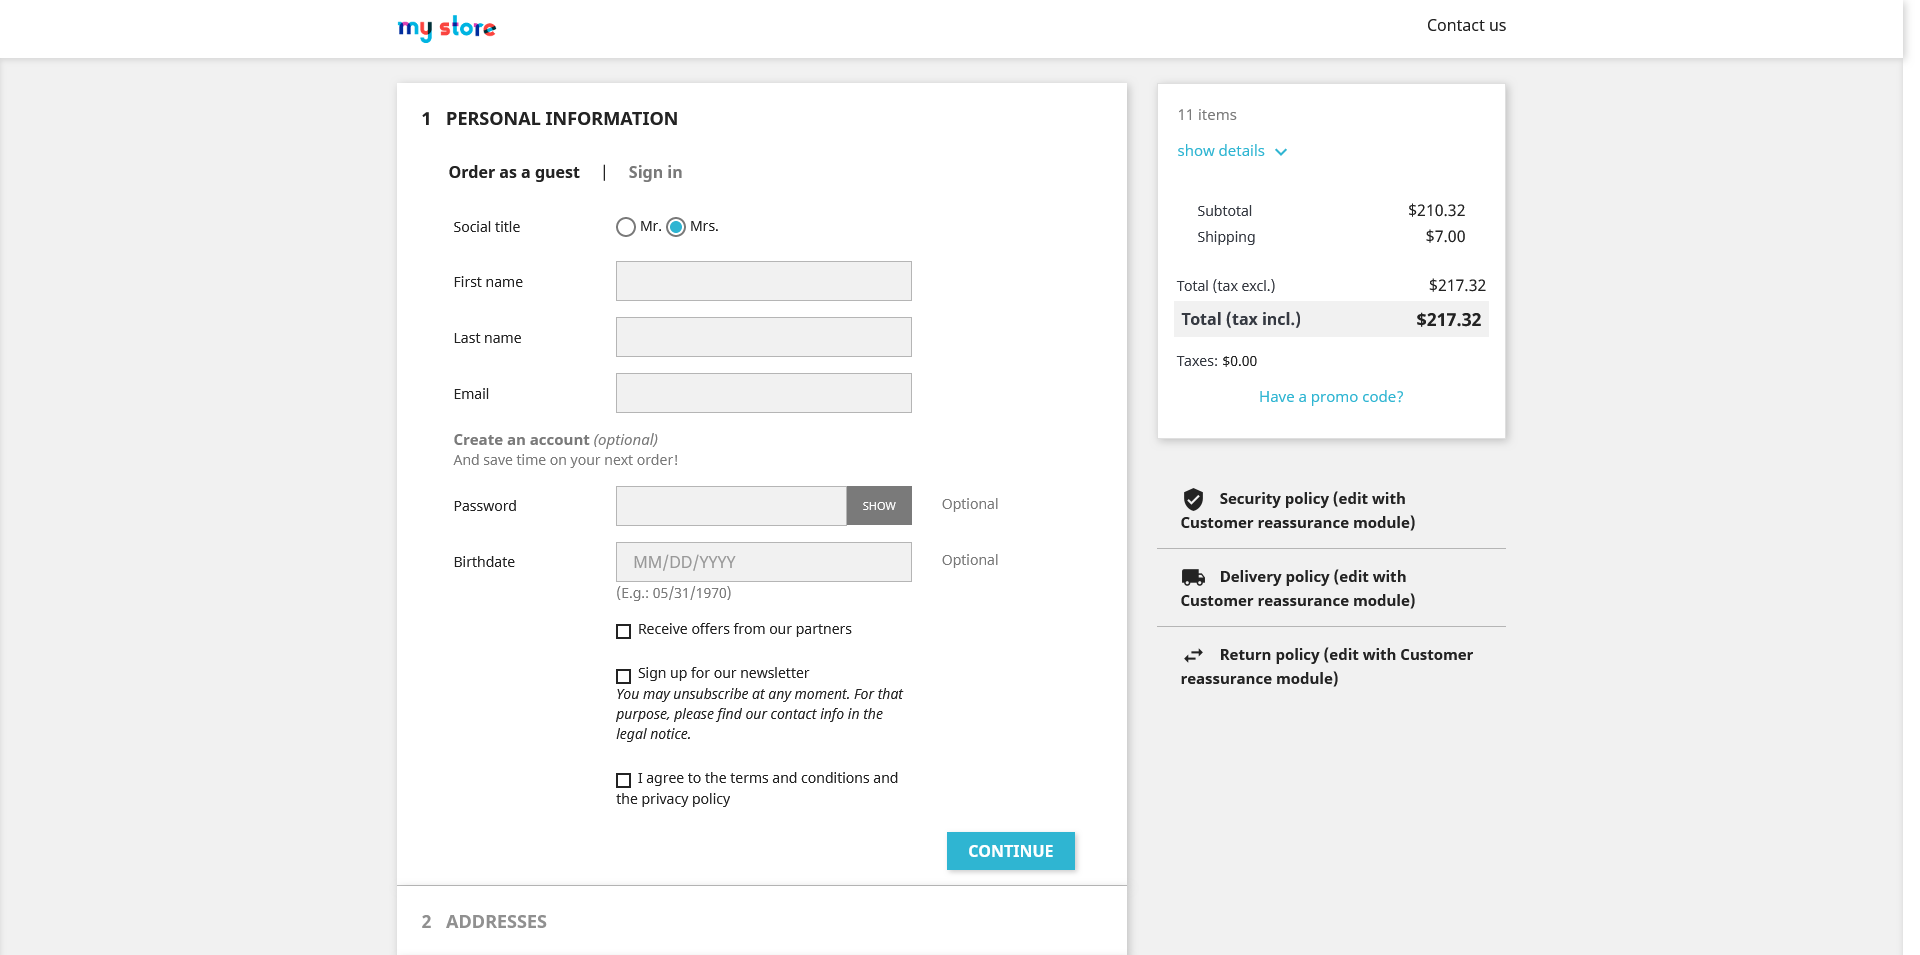 my store
Contact us
1 PERSONAL INFORMATION
Order as a guest | Sign in
Social title
Mr. Mrs.
First name
Last name
Email
Create an account (optional)
And save time on your next order!
Password
SHOW
Optional
Birthdate
MM/DD/YYYY
Optional
(E.g.: 05/31/1970)
Receive offers from our partners
Sign up for our newsletter
You may unsubscribe at any moment. For that
purpose, please find our contact info in the
legal notice.
I agree to the terms and conditions and
the privacy policy
CONTINUE
2 ADDRESSES
11 items
show details
Subtotal $210.32
Shipping $7.00
Total (tax excl.) $217.32
Total (tax incl.) $217.32
Taxes: $0.00
Have a promo code?
Security policy (edit with
Customer reassurance module)
Delivery policy (edit with
Customer reassurance module)
Return policy (edit with Customer
reassurance module)